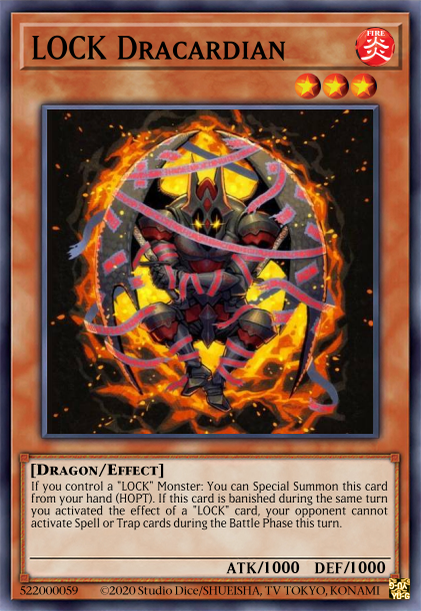 LOCK Dracardian
FIRE
炎
[Dragon/Effect]
If you control a "LOCK" Monster: You can Special Summon this card
from your hand (HOPT). If this card is banished during the same turn
you activated the effect of a "LOCK" card, your opponent cannot
activate Spell or Trap cards during the Battle Phase this turn.
ATK/1000 DEF/1000
522000059 ©2020 Studio Dice/SHUEISHA, TV TOKYO, KONAMI